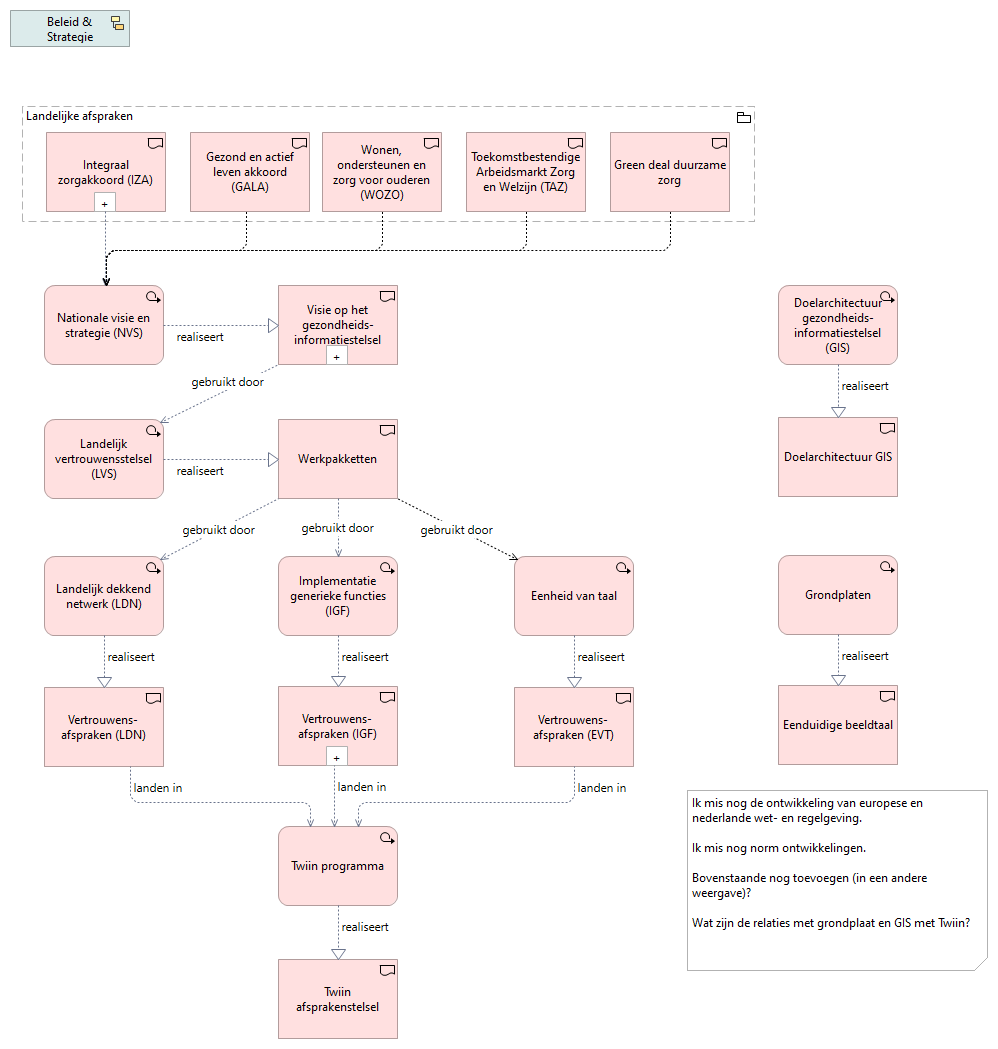 Beleid &
Strategie
Landelijke afspraken
Integraal
zorgakkoord (IZA)
+
Gezond en actief
leven akkoord
(GALA)
Wonen,
ondersteunen en
zorg voor ouderen
(WOZO)
Toekomstbestendige
Arbeidsmarkt Zorg
en Welzijn (TAZ)
Green deal duurzame
zorg
Nationale visie en
strategie (NVS)
realiseert
Visie op het
gezondheids-
informatiestelsel
+
Doelarchitectuur
gezondheids-
informatiestelsel
(GIS)
gebruikt door
realiseert
Landelijk
vertrouwensstelsel
(LVS)
realiseert
Werkpakketten
Doelarchitectuur GIS
gebruikt door
gebruikt door
gebruikt door
Landelijk dekkend
netwerk (LDN)
Implementatie
generieke functies
(IGF)
Eenheid van taal
Grondplaten
realiseert
realiseert
realiseert
realiseert
Vertrouwens-
afspraken (LDN)
Vertrouwens-
afspraken (IGF)
+
Vertrouwens-
afspraken (EVT)
Eenduidige beeldtaal
landen in
landen in
landen in
Twiin programma
realiseert
Twiin
afsprakenstelsel
Ik mis nog de ontwikkeling van europese en
nederlande wet- en regelgeving.
Ik mis nog norm ontwikkelingen.
Bovenstaande nog toevoegen (in een andere
weergave)?
Wat zijn de relaties met grondplaat en GIS met Twiin?